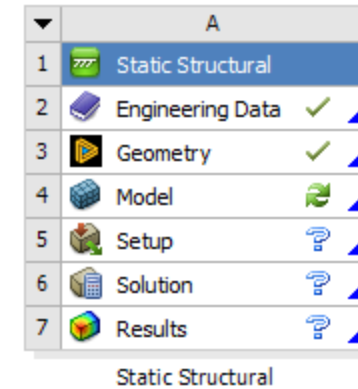 A
1 Static Structural
2 Engineering Data
3 Geometry
4 Model
5 Setup
6 Solution
7 Results
Static Structural